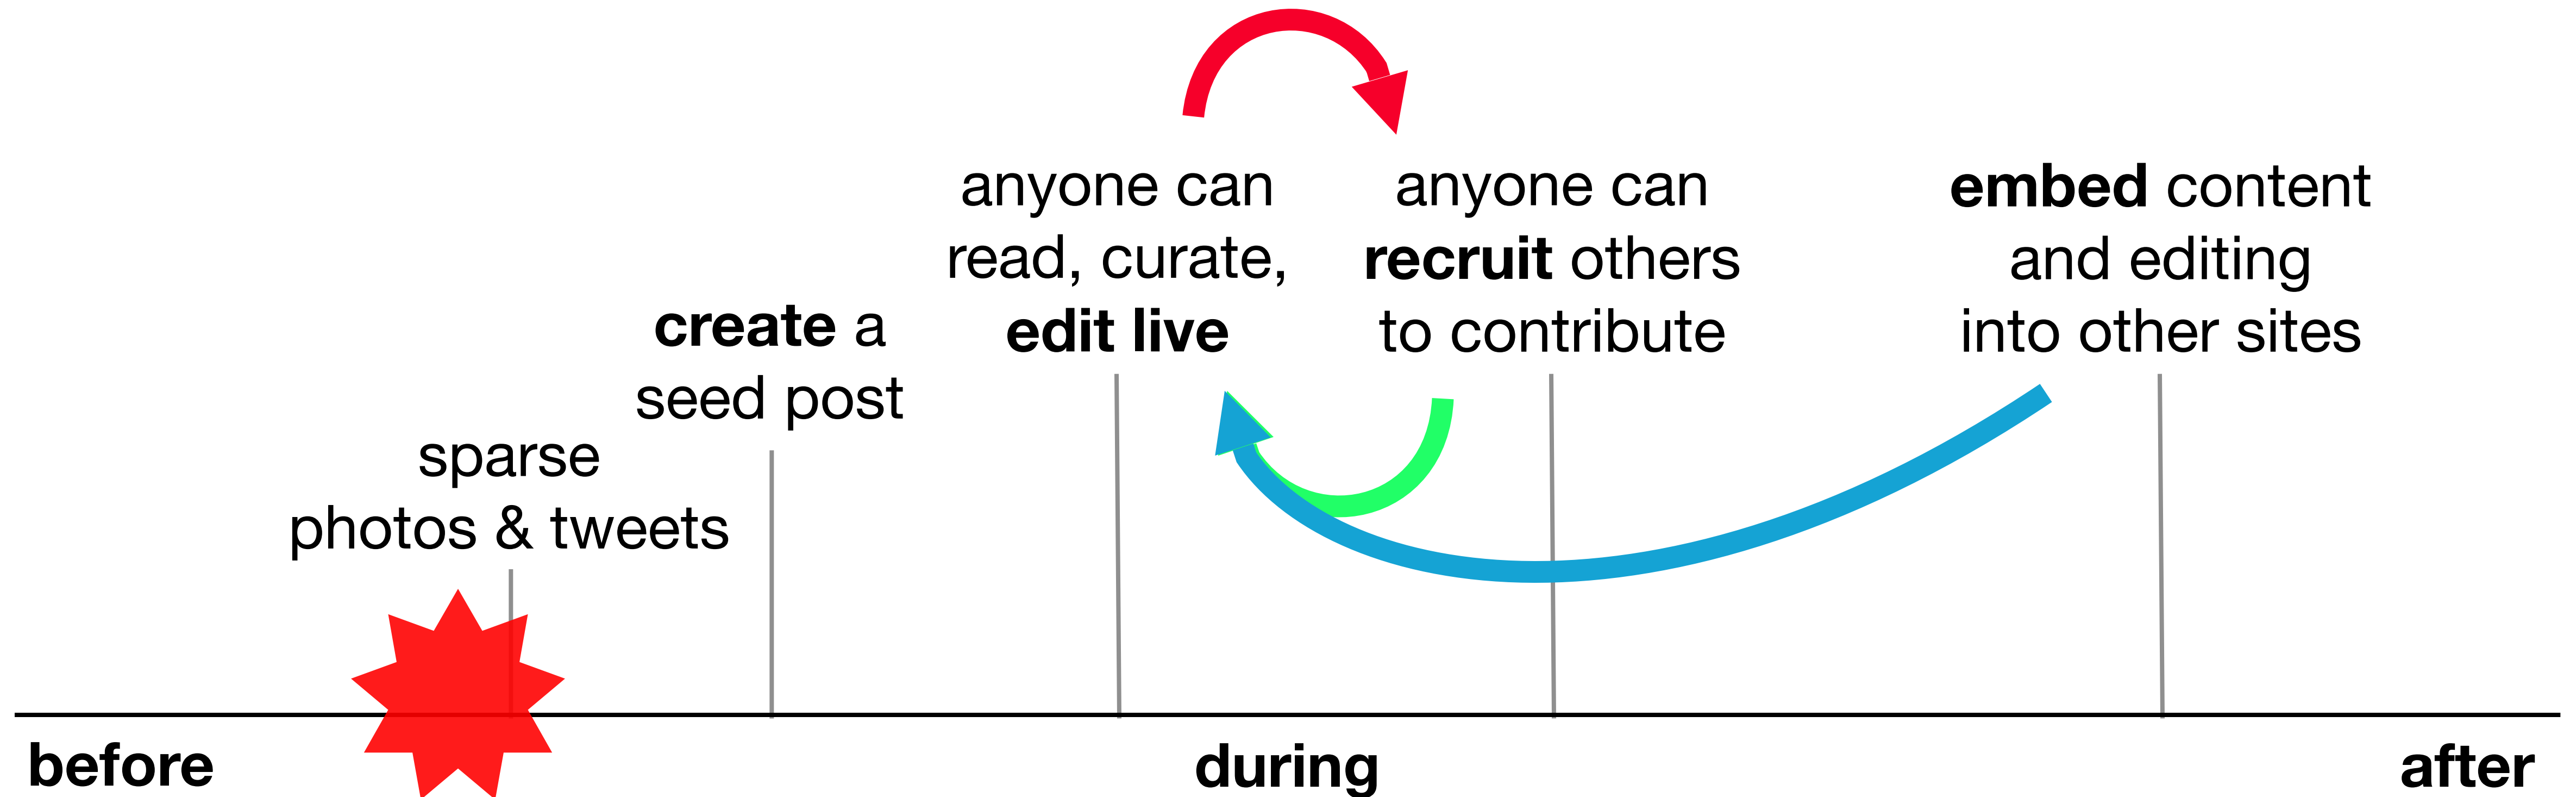 sparse
photos & tweets
create a
seed post
anyone can
read, curate,
edit live
anyone can
recruit others
to contribute
embed content
and editing
into other sites
before
during
after